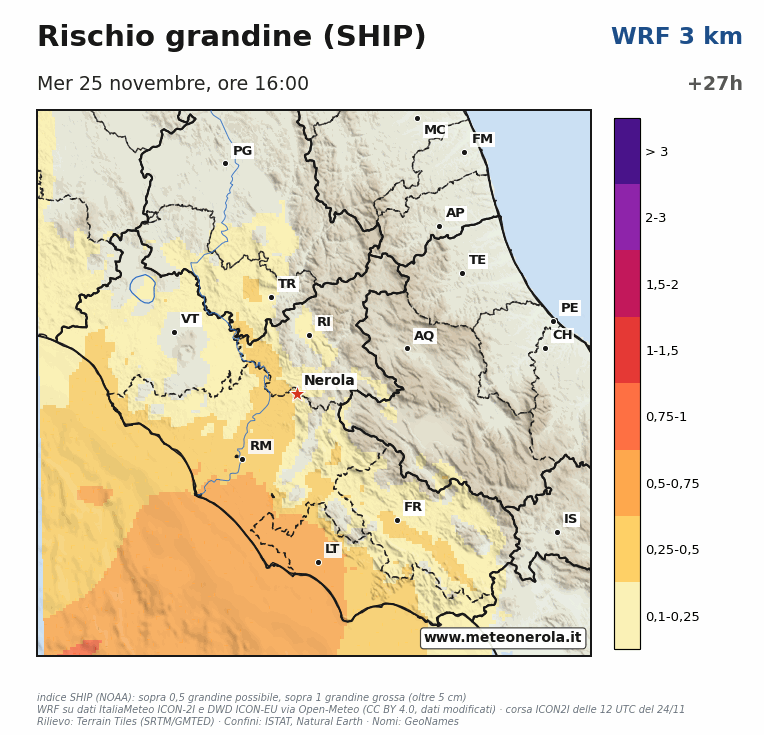 Rischio grandine (SHIP)
WRF 3 km
Mer 25 novembre, ore 16:00
+27h
MC
FM
PG
AP
TE
TR
PE
VT
RI
AQ
CH
Nerola
RM
FR
IS
LT
www.meteonerola.it
> 3
2-3
1,5-2
1-1,5
0,75-1
0,5-0,75
0,25-0,5
0,1-0,25
indice SHIP (NOAA): sopra 0,5 grandine possibile, sopra 1 grandine grossa (oltre 5 cm)
WRF su dati ItaliaMeteo ICON-2I e DWD ICON-EU via Open-Meteo (CC BY 4.0, dati modificati) · corsa ICON2I delle 12 UTC del 24/11
Rilievo: Terrain Tiles (SRTM/GMTED) · Confini: ISTAT, Natural Earth · Nomi: GeoNames